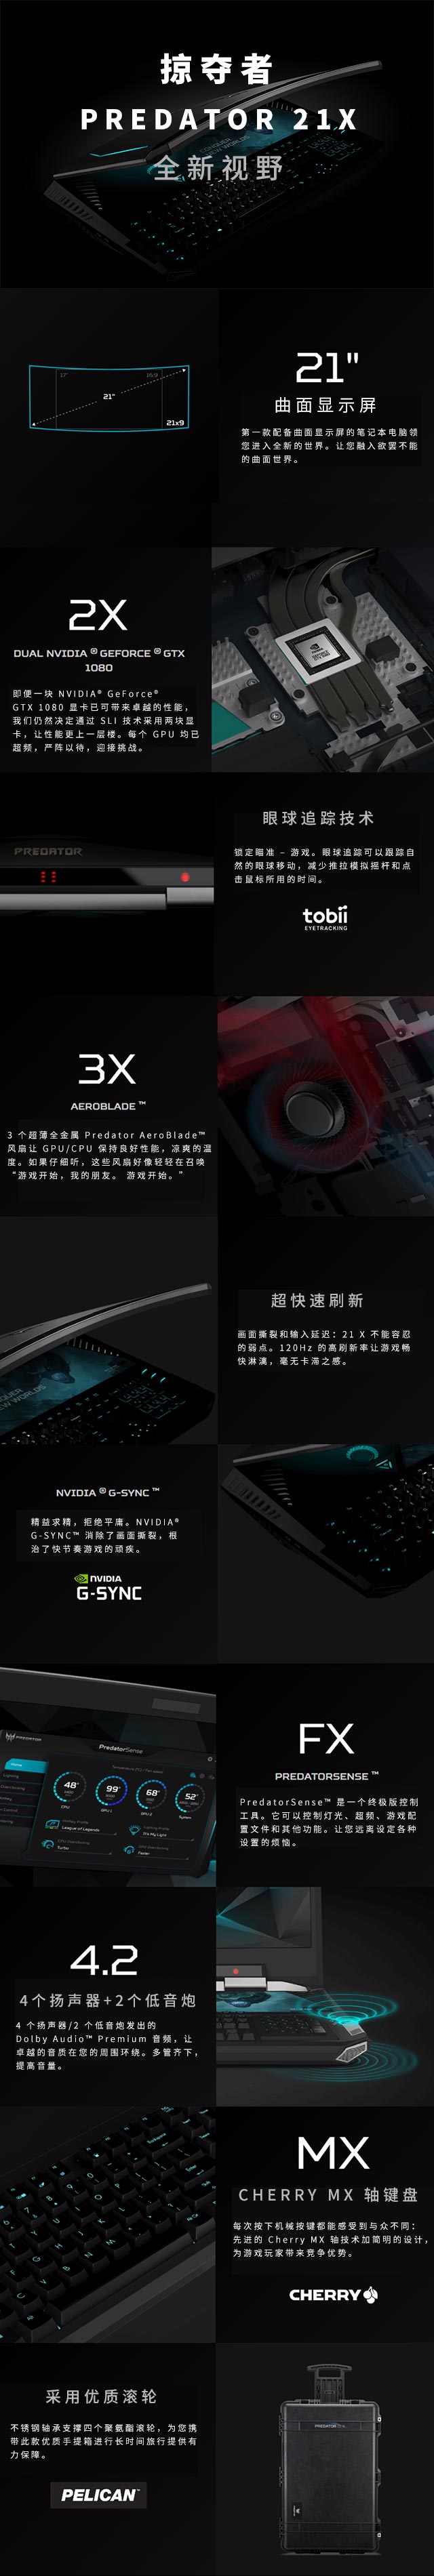 掠夺者
PREDATOR 21X
全新视野
17"
16:9
21"
21x9
21"
曲面显示屏
第一款配备曲面显示屏的笔记本电脑领
您进入全新的世界。让您融入欲罢不能
的曲面世界。
2X
DUAL NVIDIA ® GEFORCE ® GTX
1080
即便一块 NVIDIA® GeForce®
GTX 1080 显卡已可带来卓越的性能，
我们仍然决定通过 SLI 技术采用两块显
卡，让性能更上一层楼。每个 GPU 均已
超频，严阵以待，迎接挑战。
PREDATOR
眼球追踪技术
锁定瞄准 – 游戏。眼球追踪可以跟踪自
然的眼球移动，减少推拉模拟摇杆和点
击鼠标所用的时间。
tobii
EYETRACKING
3X
AEROBLADE ™
3 个超薄全金属 Predator AeroBlade™
风扇让 GPU/CPU 保持良好性能，凉爽的温
度。如果仔细听，这些风扇好像轻轻在召唤
“游戏开始，我的朋友。 游戏开始。”
超快速刷新
画面撕裂和输入延迟：21 X 不能容忍
的弱点。120Hz 的高刷新率让游戏畅
快淋漓，毫无卡滞之感。
NVIDIA ® G-SYNC ™
精益求精，拒绝平庸。NVIDIA®
G-SYNC™ 消除了画面撕裂，根
治了快节奏游戏的顽疾。
NVIDIA
G-SYNC
PredatorSense
48°
99°
68°
52°
CPU
GPU 1
GPU 2
System
League of Legends
It's My Light
Turbo
Faster
FX
PREDATORSENSE ™
PredatorSense™ 是一个终极版控制
工具。它可以控制灯光、超频、游戏配
置文件和其他功能。让您远离设定各种
设置的烦恼。
4.2
4个扬声器+2个低音炮
4 个扬声器/2 个低音炮发出的
Dolby Audio™ Premium 音频，让
卓越的音质在您的周围环绕。多管齐下，
提高音量。
MX
CHERRY MX 轴键盘
每次按下机械按键都能感受到与众不同：
先进的 Cherry MX 轴技术加简明的设计，
为游戏玩家带来竞争优势。
CHERRY
采用优质滚轮
不锈钢轴承支撑四个聚氨酯滚轮，为您携
带此款优质手提箱进行长时间旅行提供有
力保障。
PELICAN™